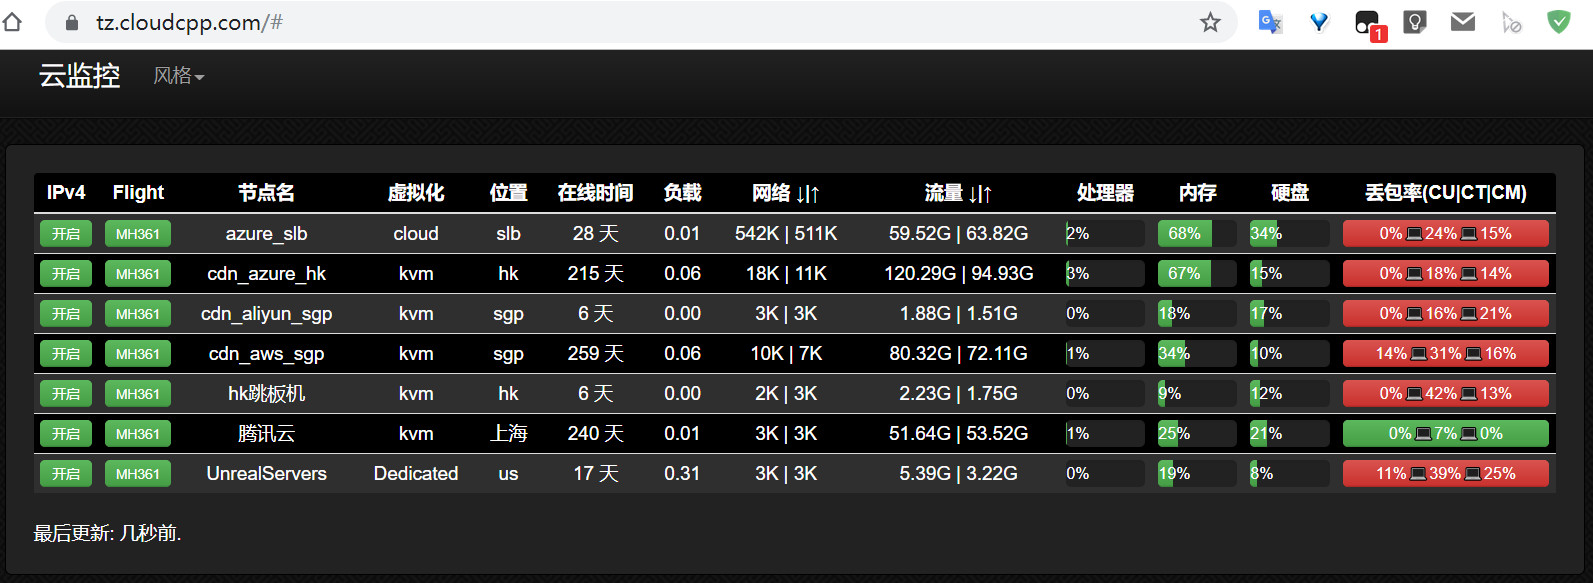 tz.cloudcpp.com/#
1
云监控 风格
IPv4 Flight 节点名 虚拟化 位置 在线时间 负载 网络 ↓|↑ 流量 ↓|↑ 处理器 内存 硬盘 丢包率(CU|CT|CM)
开启 MH361 azure_slb cloud slb 28 天 0.01 542K | 511K 59.52G | 63.82G 2% 68% 34% 0%💻24%💻15%
开启 MH361 cdn_azure_hk kvm hk 215 天 0.06 18K | 11K 120.29G | 94.93G 3% 67% 15% 0%💻18%💻14%
开启 MH361 cdn_aliyun_sgp kvm sgp 6 天 0.00 3K | 3K 1.88G | 1.51G 0% 18% 17% 0%💻16%💻21%
开启 MH361 cdn_aws_sgp kvm sgp 259 天 0.06 10K | 7K 80.32G | 72.11G 1% 34% 10% 14%💻31%💻16%
开启 MH361 hk跳板机 kvm hk 6 天 0.00 2K | 3K 2.23G | 1.75G 0% 9% 12% 0%💻42%💻13%
开启 MH361 腾讯云 kvm 上海 240 天 0.01 3K | 3K 51.64G | 53.52G 1% 25% 21% 0%💻7%💻0%
开启 MH361 UnrealServers Dedicated us 17 天 0.31 3K | 3K 5.39G | 3.22G 0% 19% 8% 11%💻39%💻25%
最后更新: 几秒前.